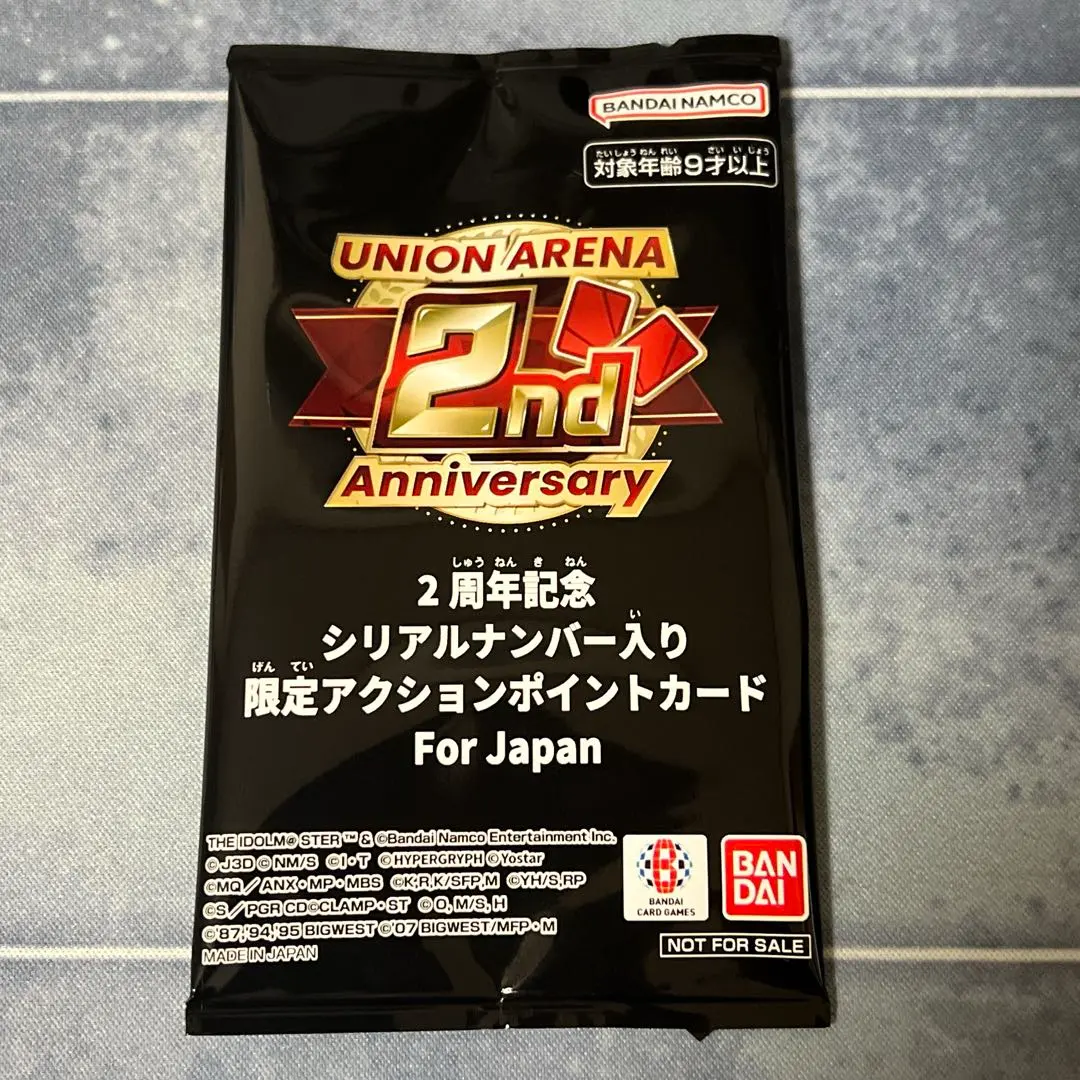 BANDAI NAMCO
たいしょうねんれい さいいじょう
対象年齢9才以上
UNION ARENA
2nd
Anniversary
しゅうねんきねん
2周年記念
い
シリアルナンバー入り
げんてい
限定アクションポイントカード
For Japan
THE IDOLM@STER™ & ©Bandai Namco Entertainment Inc.
©J3D ©NM/S ©I・T ©HYPERGRYPH ©Yostar
©MQ/ANX・MP・MBS ©K,R,K/SFP,M ©YH/S,RP
©S/PGR CD©CLAMP・ST ©O, M/S, H
©'87,'94,'95 BIGWEST ©'07 BIGWEST/MFP・M
MADE IN JAPAN
B
BANDAI
CARD GAMES
BAN
DAI
NOT FOR SALE